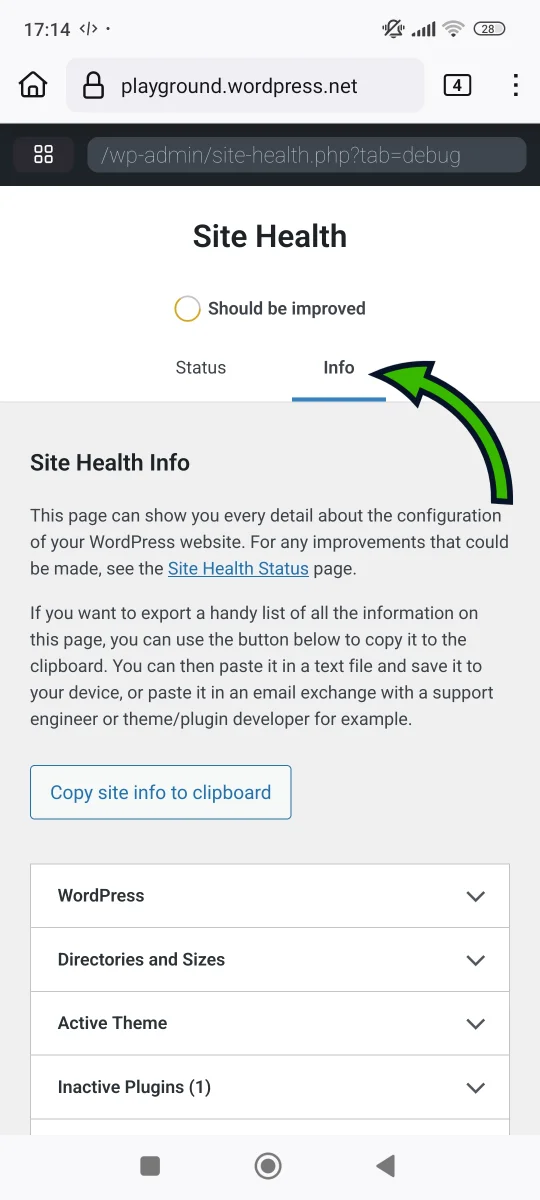 17:14
28
playground.wordpress.net
4
/wp-admin/site-health.php?tab=debug
Site Health
Should be improved
Status
Info
Site Health Info
This page can show you every detail about the configuration
of your WordPress website. For any improvements that could
be made, see the Site Health Status page.
If you want to export a handy list of all the information on
this page, you can use the button below to copy it to the
clipboard. You can then paste it in a text file and save it to
your device, or paste it in an email exchange with a support
engineer or theme/plugin developer for example.
Copy site info to clipboard
WordPress
Directories and Sizes
Active Theme
Inactive Plugins (1)